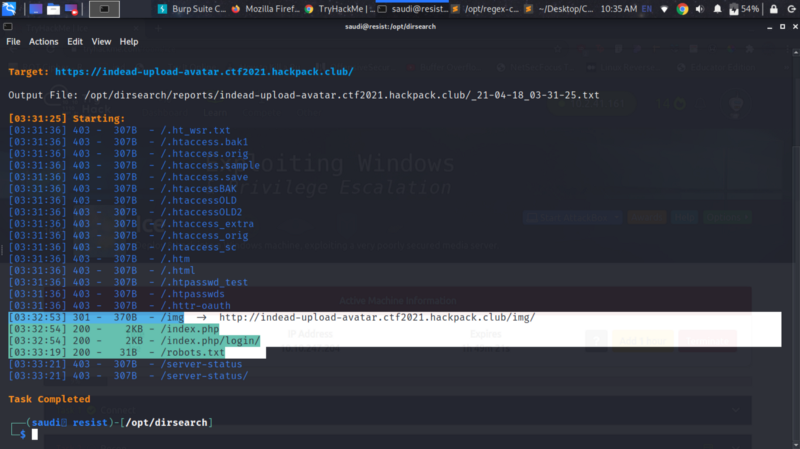 Burp Suite C...
Mozilla Firef...
TryHackMe | ...
saudi@resist...
/opt/regex-c...
~/Desktop/C...
10:35 AM
EN
54%
saudi@resist:/opt/dirsearch
File Actions Edit View Help
Target: https://indead-upload-avatar.ctf2021.hackpack.club/
Output File: /opt/dirsearch/reports/indead-upload-avatar.ctf2021.hackpack.club/_21-04-18_03-31-25.txt
[03:31:25] Starting:
[03:31:36] 403 - 307B - /.ht_wsr.txt
[03:31:36] 403 - 307B - /.htaccess.bak1
[03:31:36] 403 - 307B - /.htaccess.orig
[03:31:36] 403 - 307B - /.htaccess.sample
[03:31:36] 403 - 307B - /.htaccess.save
[03:31:36] 403 - 307B - /.htaccessBAK
[03:31:36] 403 - 307B - /.htaccessOLD
[03:31:36] 403 - 307B - /.htaccessOLD2
[03:31:36] 403 - 307B - /.htaccess_extra
[03:31:36] 403 - 307B - /.htaccess_orig
[03:31:36] 403 - 307B - /.htaccess_sc
[03:31:36] 403 - 307B - /.htm
[03:31:36] 403 - 307B - /.html
[03:31:36] 403 - 307B - /.htpasswd_test
[03:31:36] 403 - 307B - /.htpasswds
[03:31:36] 403 - 307B - /.httr-oauth
[03:32:53] 301 - 370B - /img → http://indead-upload-avatar.ctf2021.hackpack.club/img/
[03:32:54] 200 - 2KB - /index.php
[03:32:54] 200 - 2KB - /index.php/login/
[03:33:19] 200 - 31B - /robots.txt
[03:33:21] 403 - 307B - /server-status
[03:33:21] 403 - 307B - /server-status/
Task Completed
(saudi resist)-[/opt/dirsearch]
$
ploiting Windows
rivilege Escalation
Active Machine Information
IP Address
Expires